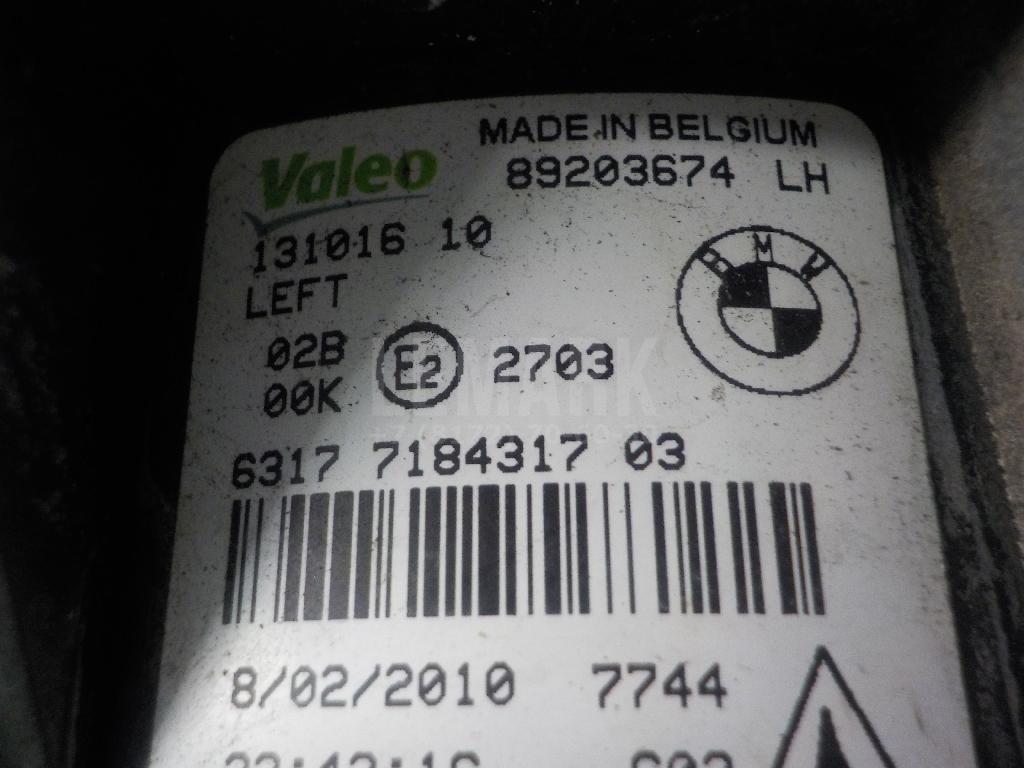 MADE IN BELGIUM
Valeo 89203674 LH
131016 10
LEFT
BMW
02B
00K
E2 2703
6317 7184317 03
8/02/2010 7744